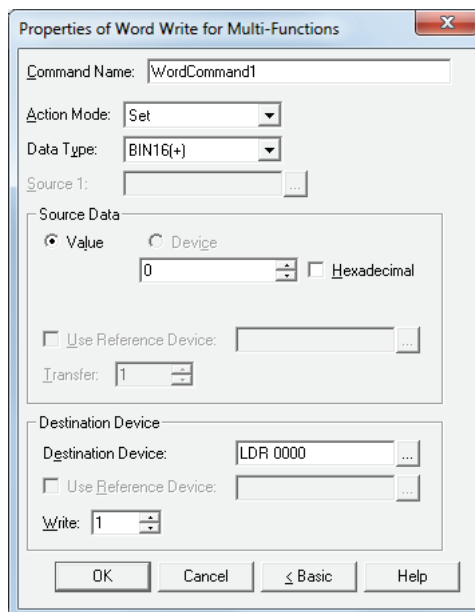 Properties of Word Write for Multi-Functions
Command Name: WordCommand1
Action Mode: Set
Data Type: BIN16(+)
Source 1: ...
Source Data
Value Device
0 Hexadecimal
Use Reference Device: ...
Transfer: 1
Destination Device
Destination Device: LDR 0000 ...
Use Reference Device: ...
Write: 1
OK Cancel < Basic Help